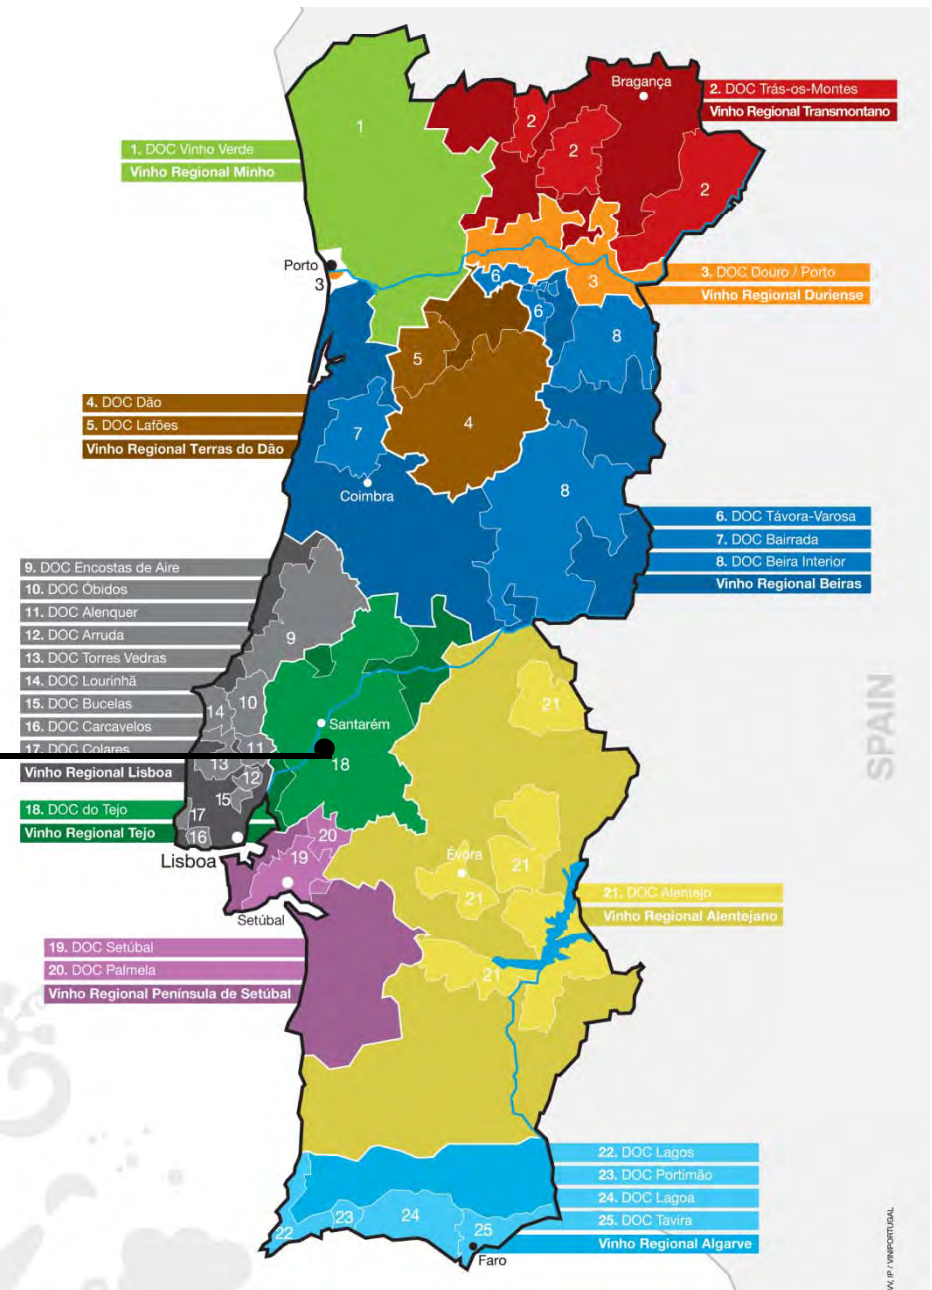 Bragança
2. DOC Trás-os-Montes
Vinho Regional Transmontano
1
2
2
2
1. DOC Vinho Verde
Vinho Regional Minho
Porto
3
6
3
3. DOC Douro / Porto
Vinho Regional Duriense
6
8
5
4
4. DOC Dão
5. DOC Lafões
Vinho Regional Terras do Dão
7
Coimbra
8
6. DOC Távora-Varosa
7. DOC Bairrada
8. DOC Beira Interior
Vinho Regional Beiras
9. DOC Encostas de Aire
10. DOC Óbidos
11. DOC Alenquer
12. DOC Arruda
13. DOC Torres Vedras
14. DOC Lourinhã
15. DOC Bucelas
16. DOC Carcavelos
17. DOC Colares
Vinho Regional Lisboa
9
10
14
11
13
12
15
17
16
Lisboa
Santarém
18
21
SPAIN
18. DOC do Tejo
Vinho Regional Tejo
20
19
Setúbal
Évora
21
21
21
21. DOC Alentejo
Vinho Regional Alentejano
19. DOC Setúbal
20. DOC Palmela
Vinho Regional Península de Setúbal
22. DOC Lagos
23. DOC Portimão
24. DOC Lagoa
25. DOC Tavira
Vinho Regional Algarve
22
23
24
25
Faro
IP / VINIPORTUGAL